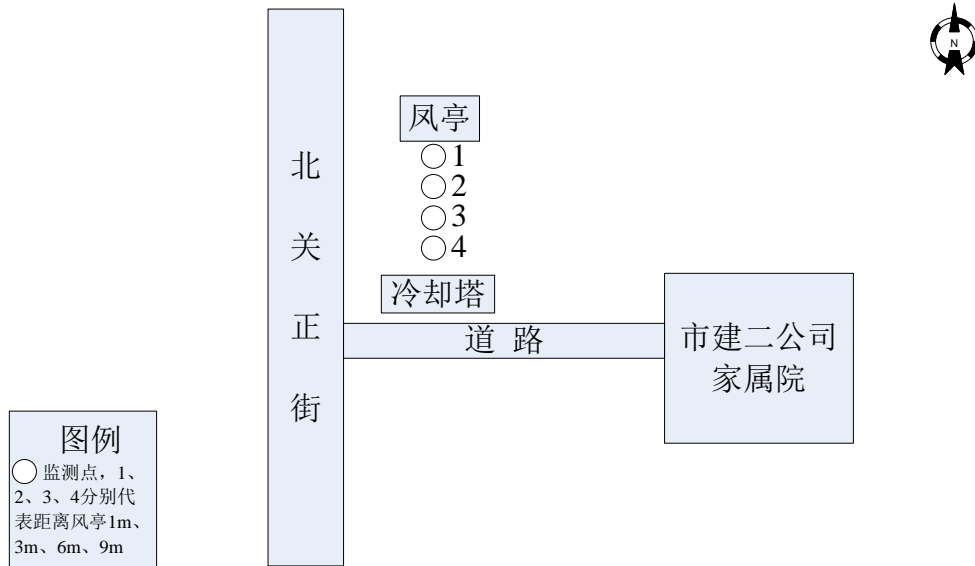 N
凤亭
1
2
3
4
北关正街
冷却塔
道 路
市建二公司
家属院
图例
监测点，1、
2、3、4分别代
表距离风亭1m、
3m、6m、9m